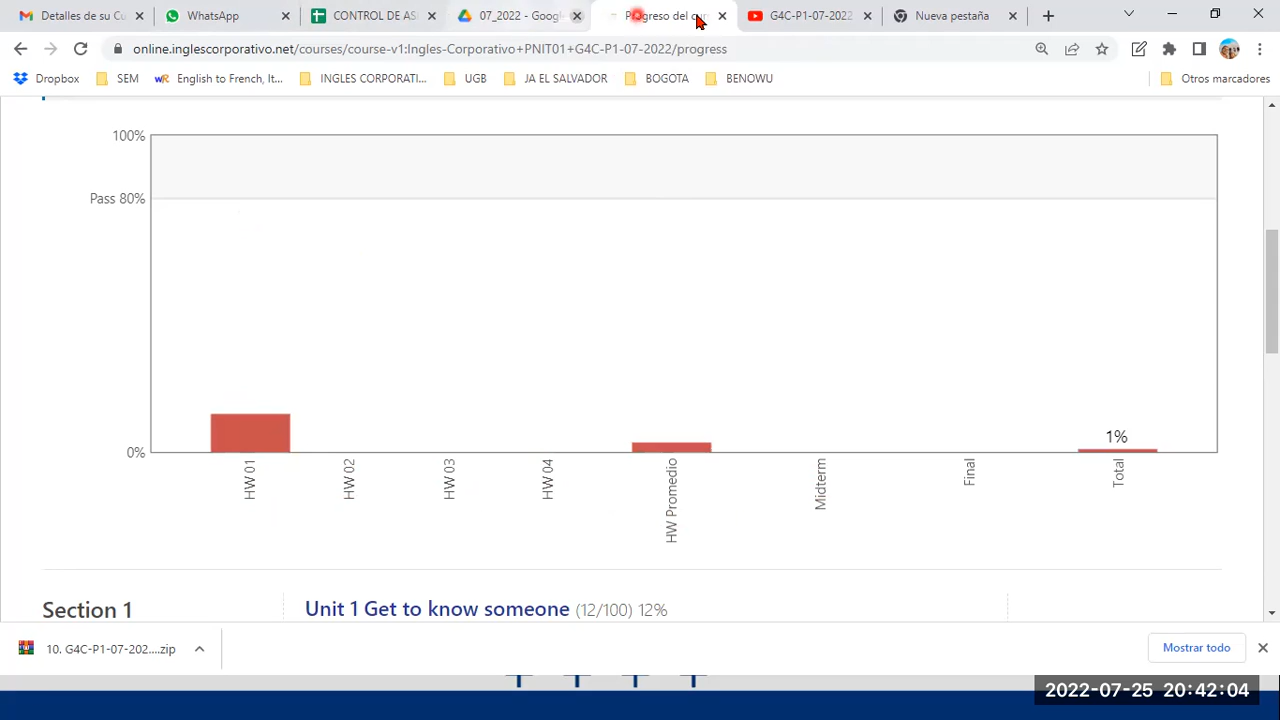 Detalles de su Cu
WhatsApp
CONTROL DE ASI
07_2022 - Googl
Progreso del cur
G4C-P1-07-2022
Nueva pestaña
online.inglescorporativo.net/courses/course-v1:Ingles-Corporativo+PNIT01+G4C-P1-07-2022/progress
Dropbox
SEM
English to French, It...
INGLES CORPORATI...
UGB
JA EL SALVADOR
BOGOTA
BENOWU
Otros marcadores
100%
Pass 80%
0%
1%
HW 01
HW 02
HW 03
HW 04
HW Promedio
Midterm
Final
Total
Section 1
Unit 1 Get to know someone (12/100) 12%
10. G4C-P1-07-202....zip
Mostrar todo
2022-07-25 20:42:04